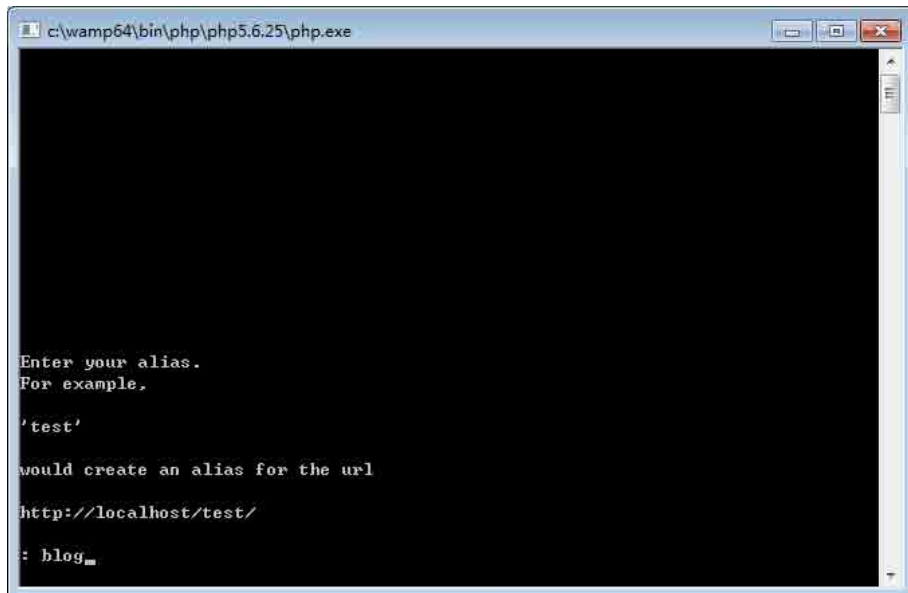 c:\wamp64\bin\php\php5.6.25\php.exe
Enter your alias.
For example,
'test'
would create an alias for the url
http://localhost/test/
: blog